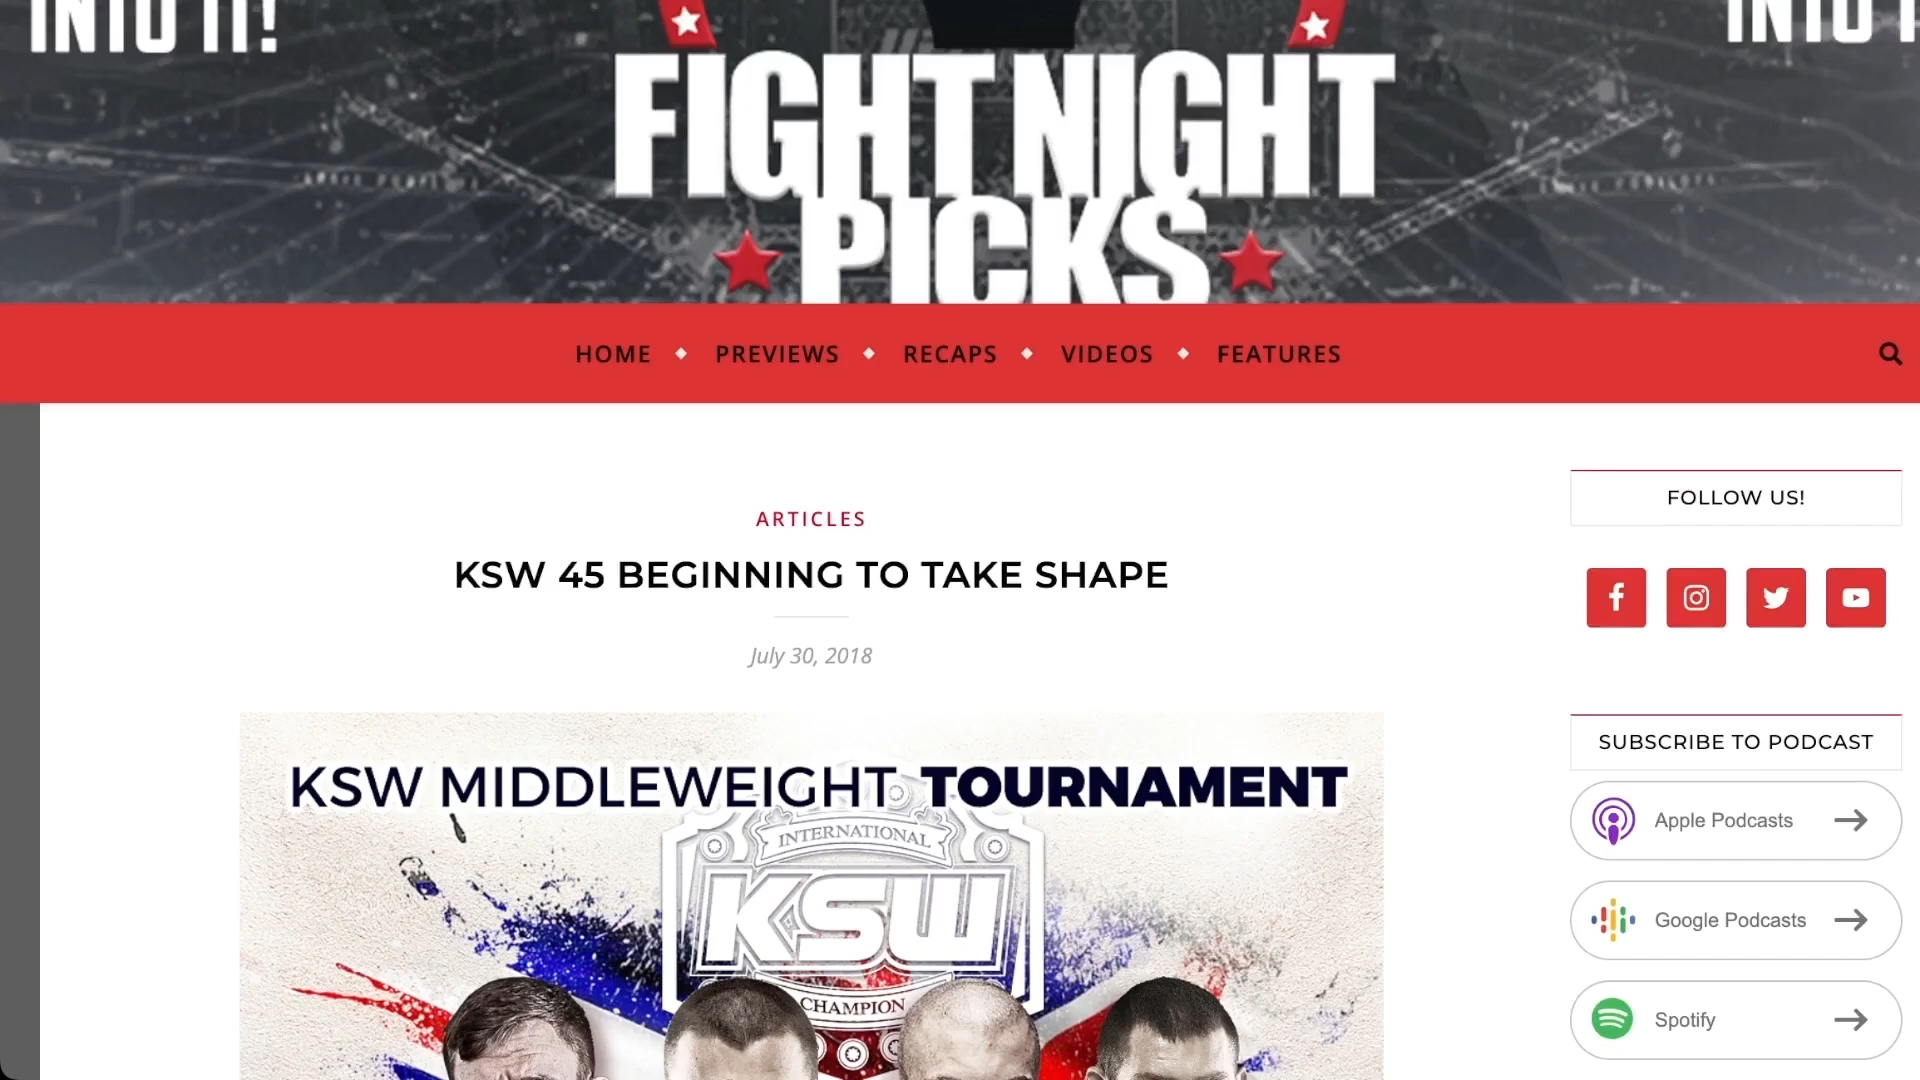 INTO IT!
FIGHT NIGHT
PICKS
HOME
PREVIEWS
RECAPS
VIDEOS
FEATURES
ARTICLES
KSW 45 BEGINNING TO TAKE SHAPE
July 30, 2018
KSW MIDDLEWEIGHT TOURNAMENT
INTERNATIONAL
KSW
CHAMPION
FOLLOW US!
SUBSCRIBE TO PODCAST
Apple Podcasts
Google Podcasts
Spotify